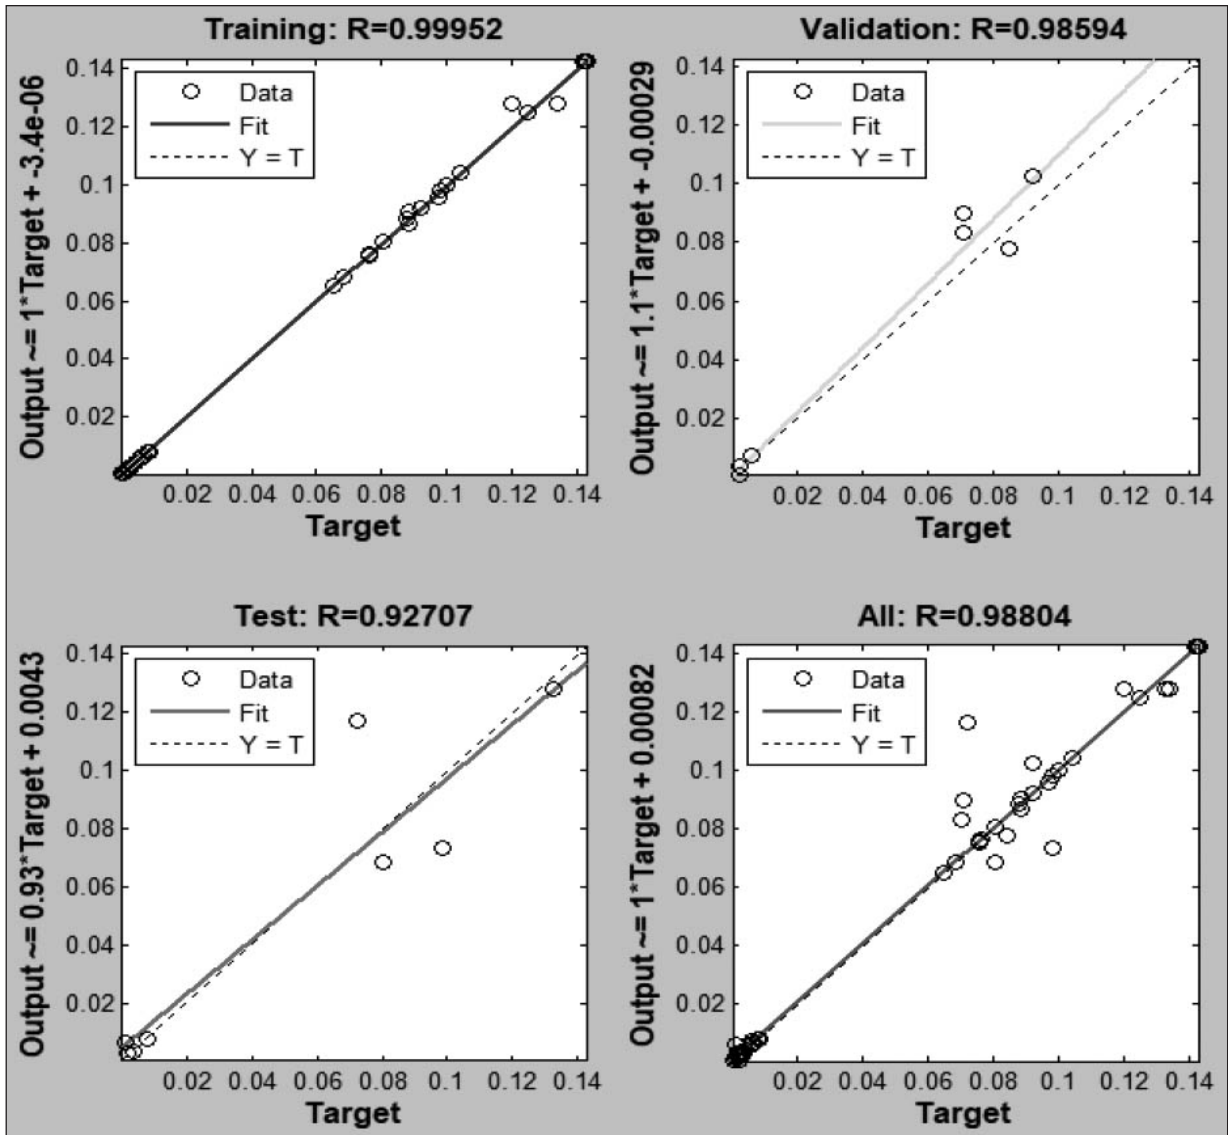 Training: R=0.99952
Output ~= 1*Target + -3.4e-06
0.14
0.12
0.1
0.08
0.06
0.04
0.02
Data
Fit
Y = T
0.02 0.04 0.06 0.08 0.1 0.12 0.14
Target
Validation: R=0.98594
Output ~= 1.1*Target + -0.00029
0.14
0.12
0.1
0.08
0.06
0.04
0.02
Data
Fit
Y = T
0.02 0.04 0.06 0.08 0.1 0.12 0.14
Target
Test: R=0.92707
Output ~= 0.93*Target + 0.0043
0.14
0.12
0.1
0.08
0.06
0.04
0.02
Data
Fit
Y = T
0.02 0.04 0.06 0.08 0.1 0.12 0.14
Target
All: R=0.98804
Output ~= 1*Target + 0.00082
0.14
0.12
0.1
0.08
0.06
0.04
0.02
Data
Fit
Y = T
0.02 0.04 0.06 0.08 0.1 0.12 0.14
Target